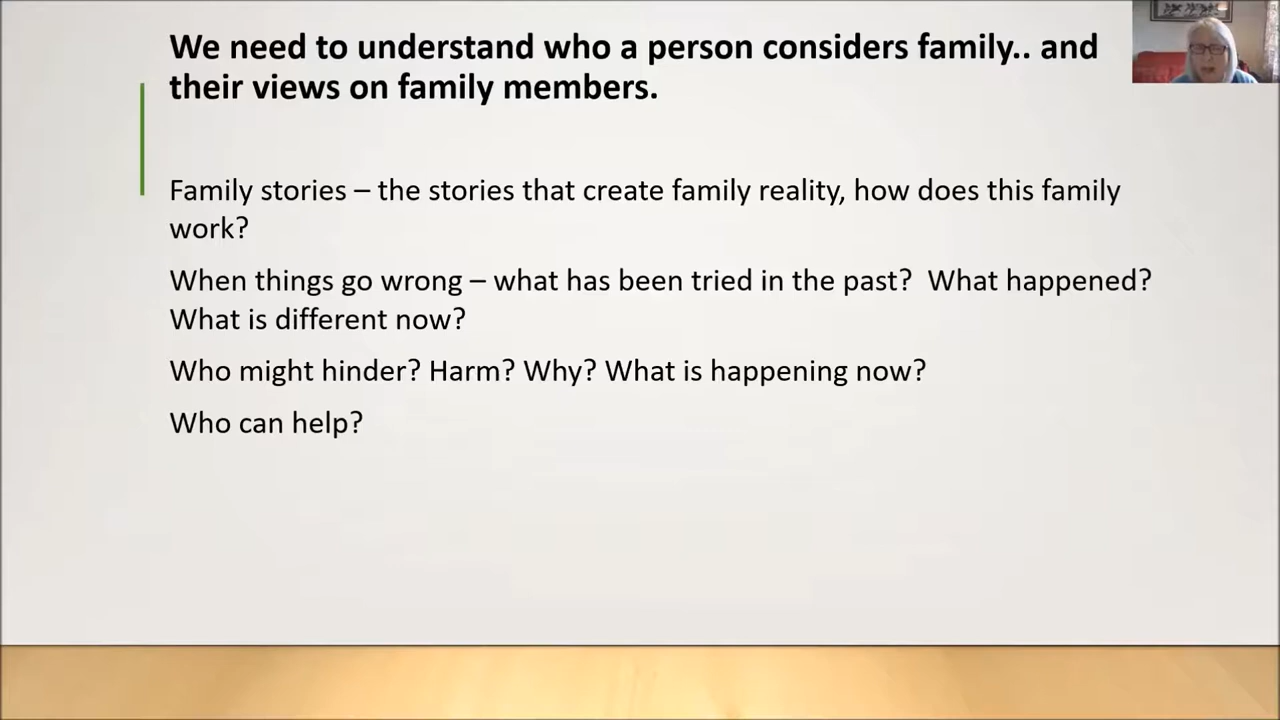 We need to understand who a person considers family.. and
their views on family members.
Family stories – the stories that create family reality, how does this family
work?
When things go wrong – what has been tried in the past?  What happened?
What is different now?
Who might hinder? Harm? Why? What is happening now?
Who can help?